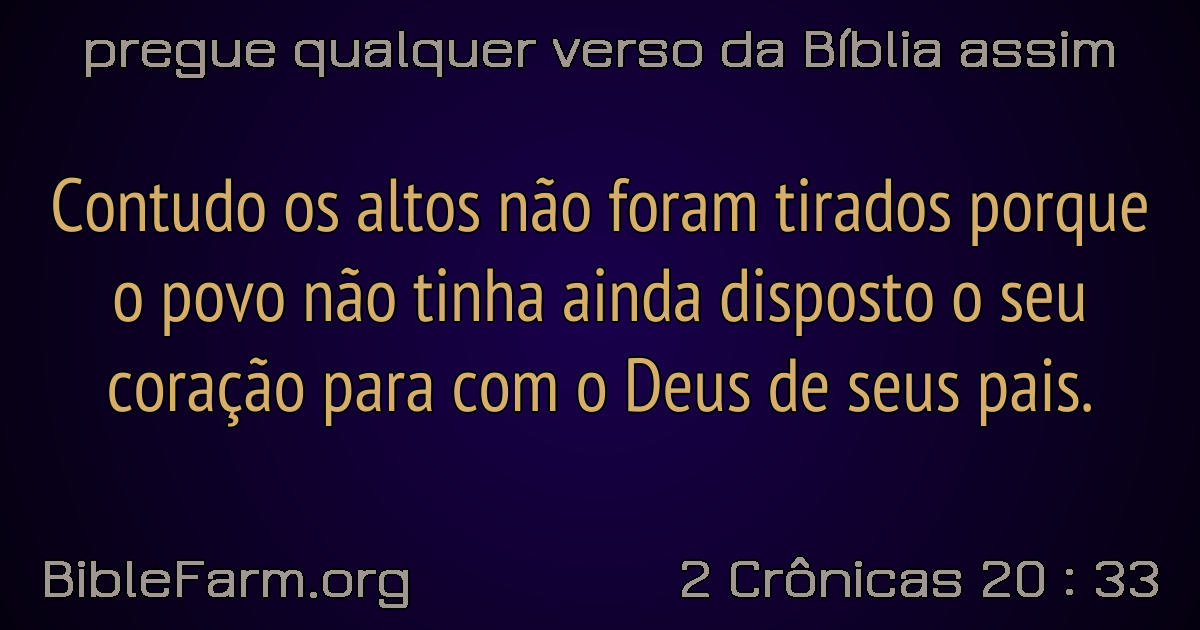 pregue qualquer verso da Bíblia assim
Contudo os altos não foram tirados porque
o povo não tinha ainda disposto o seu
coração para com o Deus de seus pais.
BibleFarm.org
2 Crônicas 20 : 33